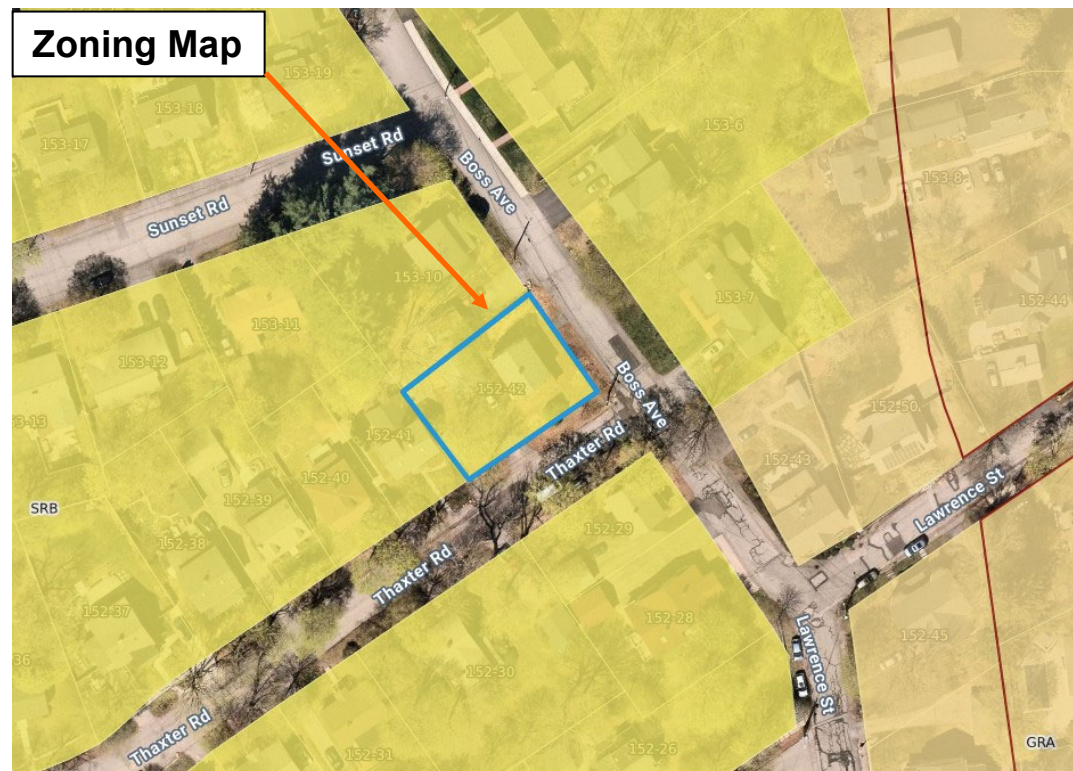 Zoning Map
153-19
153-18
153-17
Sunset Rd
Boss Ave
153-6
153-8
Sunset Rd
153-10
152-44
153-7
153-11
153-12
152-42
Boss Ave
152-50
3-13
152-41
Thaxter Rd
152-43
152-40
Lawrence St
152-39
SRB
152-29
152-38
Thaxter Rd
152-37
152-28
152-45
Lawrence St
36
152-30
Thaxter Rd
152-31
152-26
GRA